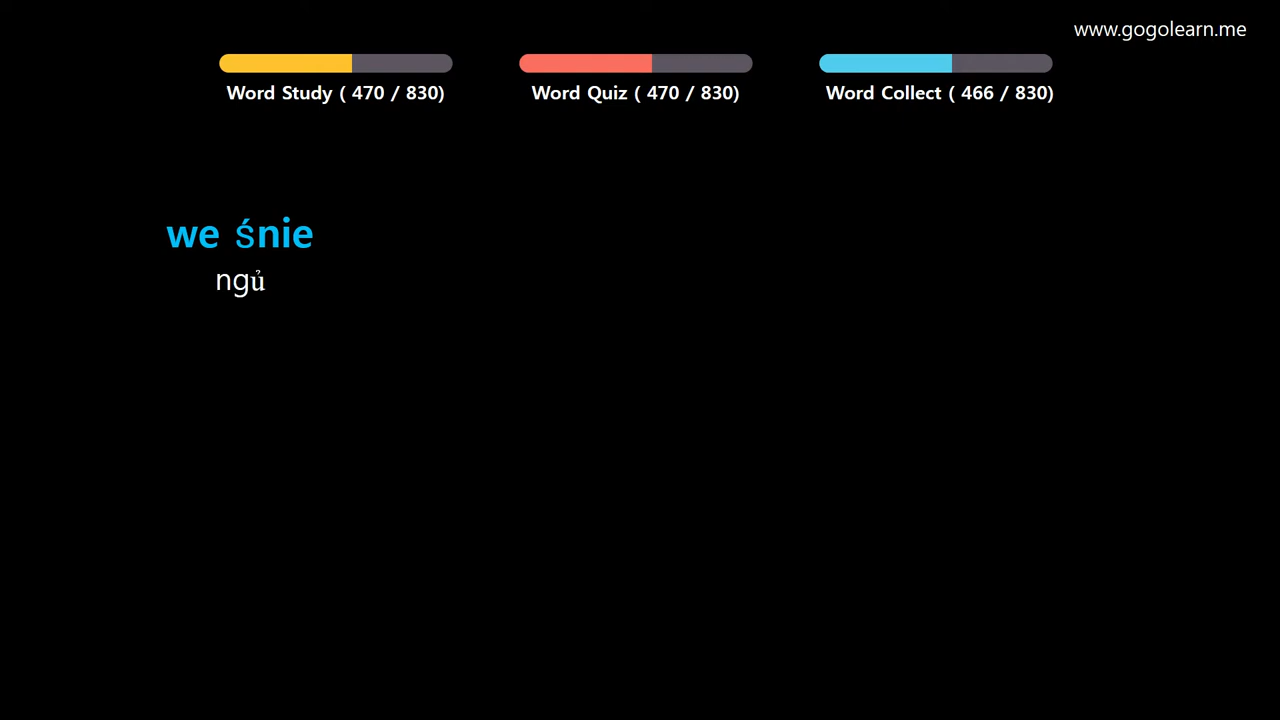 www.gogolearn.me
Word Study ( 470 / 830)
Word Quiz ( 470 / 830)
Word Collect ( 466 / 830)
we śnie
ngủ